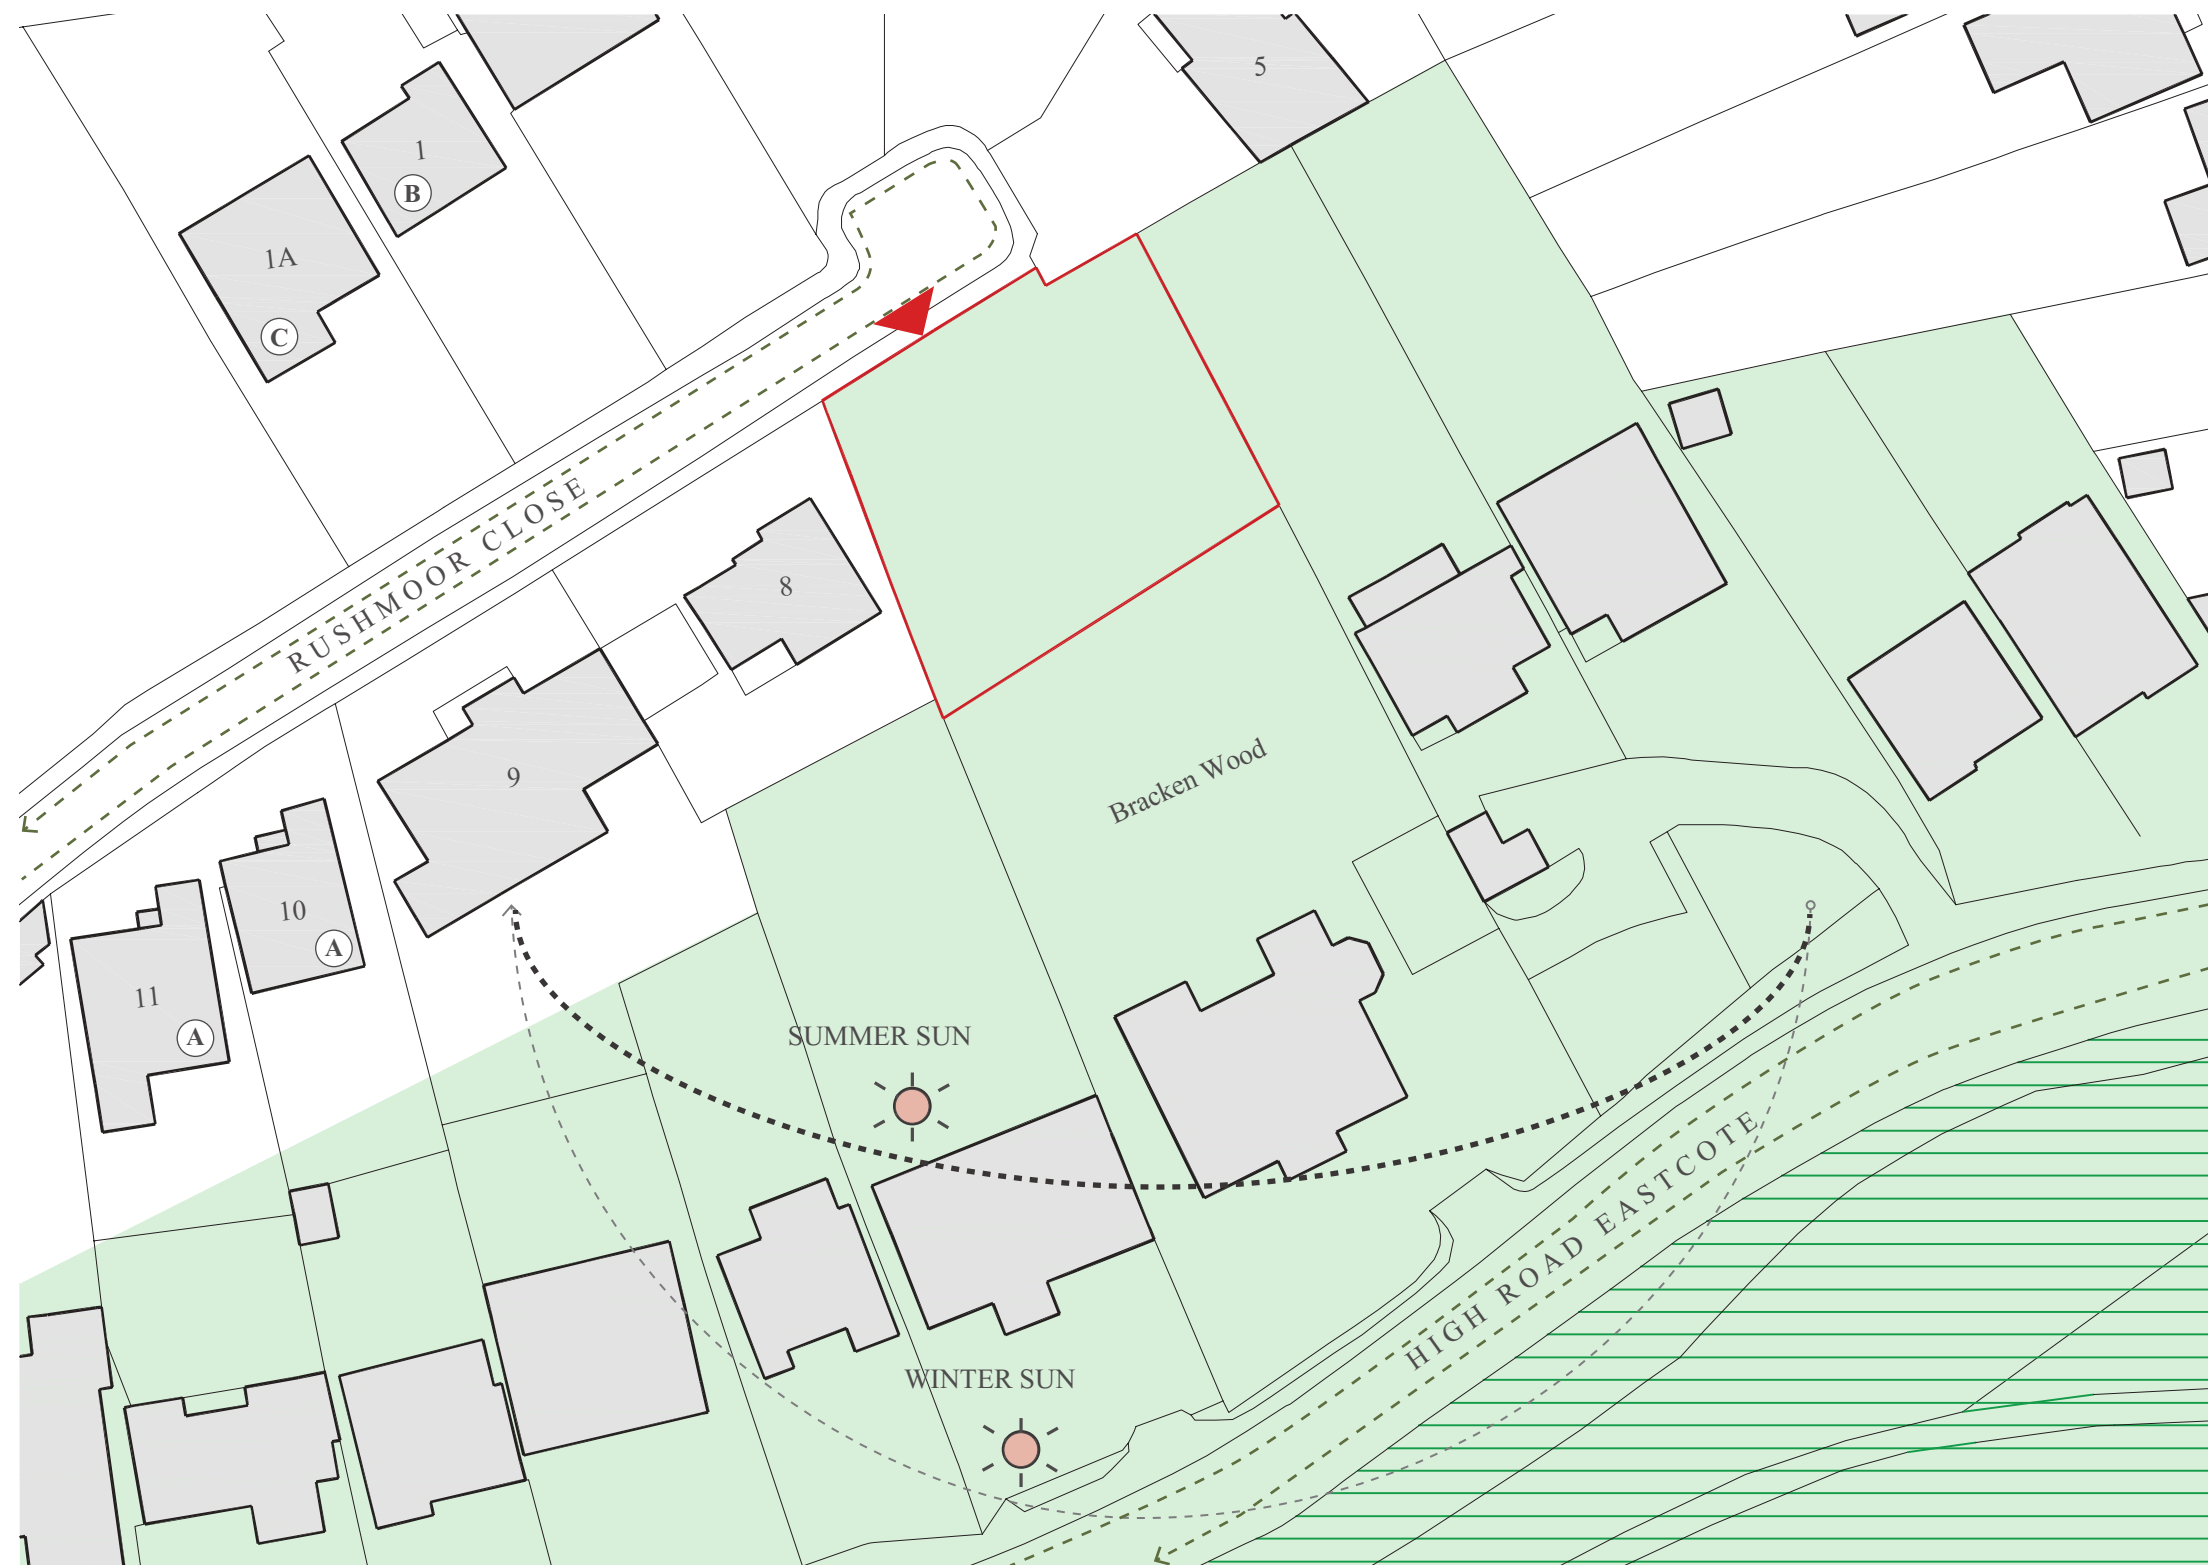 5
1
B
1A
C
RUSHMOOR CLOSE
8
9
Bracken Wood
10
A
11
A
SUMMER SUN
HIGH ROAD EASTCOTE
WINTER SUN